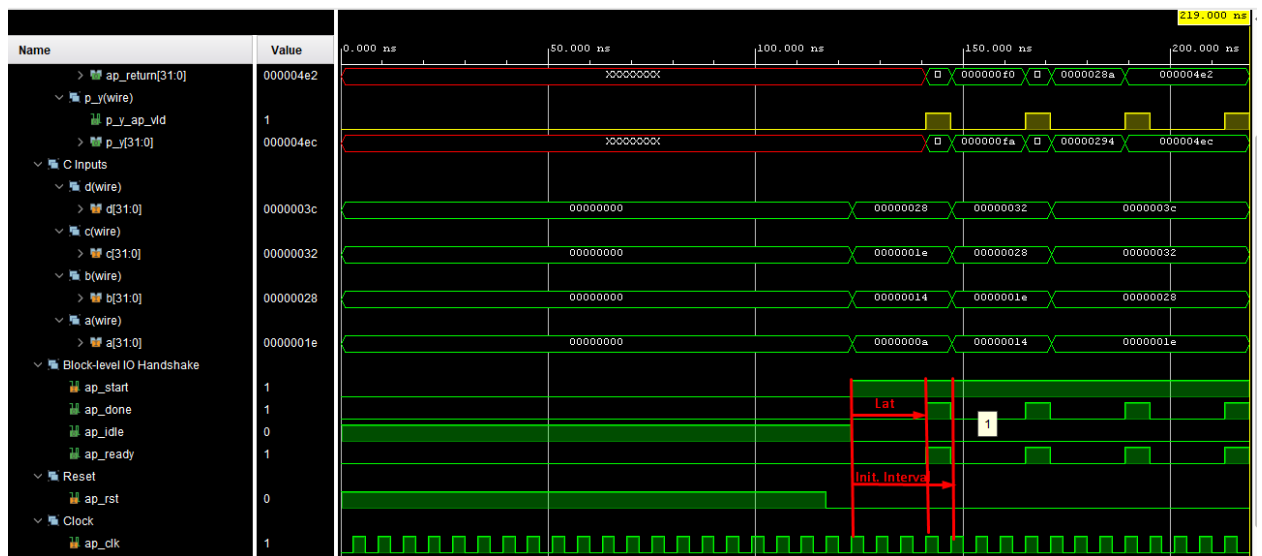 219.000 ns
Name Value 0.000 ns 50.000 ns 100.000 ns 150.000 ns 200.000 ns
ap_return[31:0] 000004e2 XXXXXXXX 000000f0 0000028a 000004e2
p_y(wire)
p_y_ap_vld 1
p_y[31:0] 000004ec XXXXXXXX 000000fa 00000294 000004ec
C Inputs
d(wire)
d[31:0] 0000003c 00000000 00000028 00000032 0000003c
c(wire)
c[31:0] 00000032 00000000 0000001e 00000028 00000032
b(wire)
b[31:0] 00000028 00000000 00000014 0000001e 00000028
a(wire)
a[31:0] 0000001e 00000000 0000000a 00000014 0000001e
Block-level IO Handshake
ap_start 1
ap_done 1 Lat
ap_idle 0 1
ap_ready 1
Reset Init. Interval
ap_rst 0
Clock
ap_clk 1